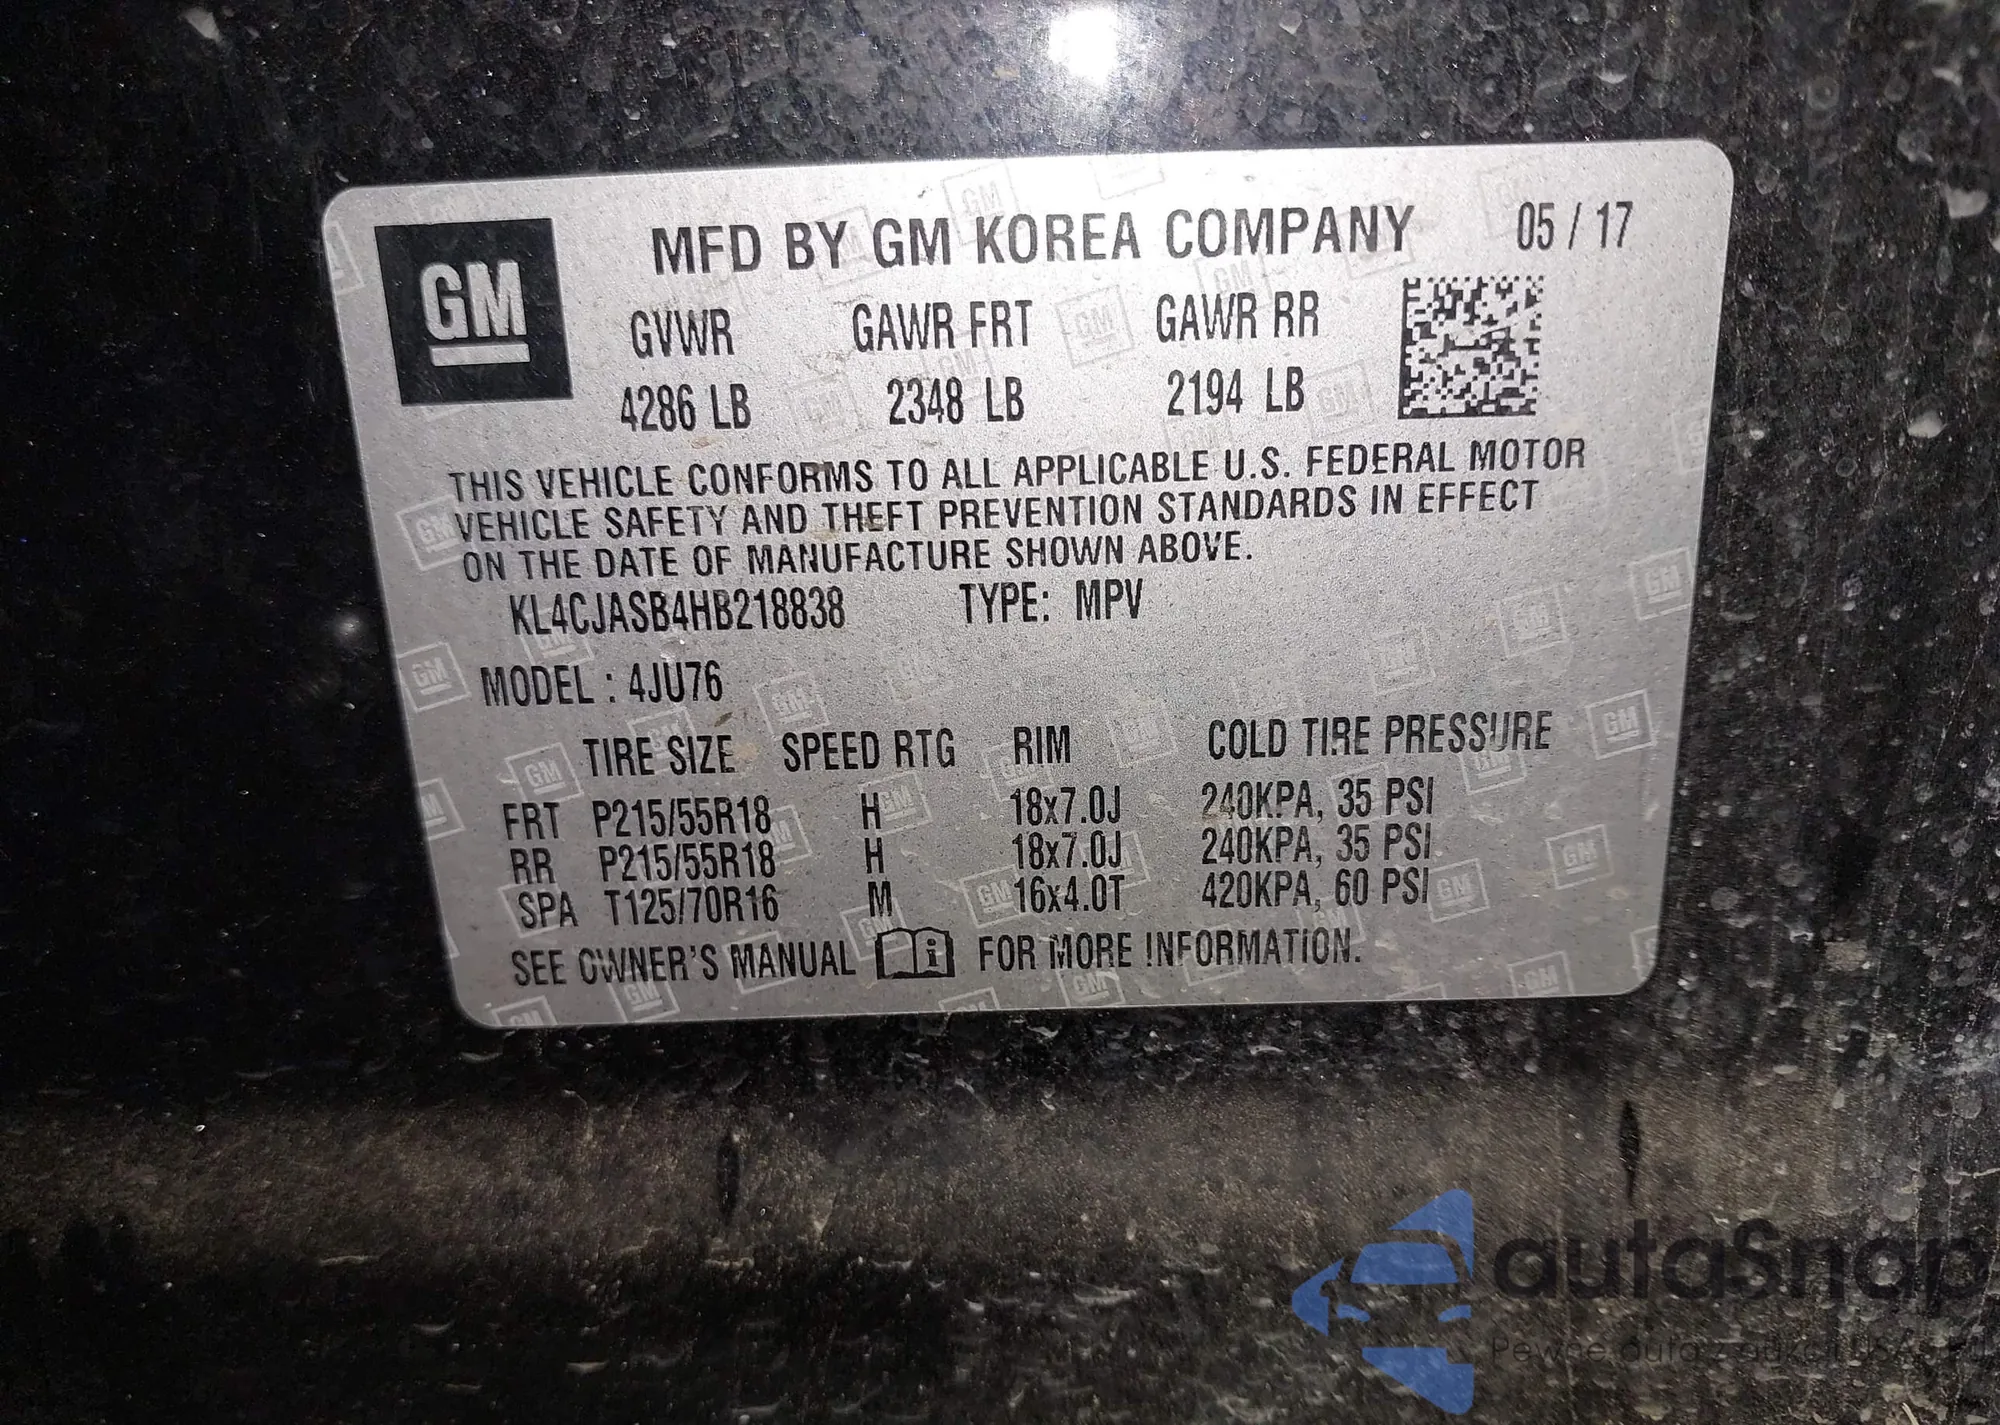 GM
MFD BY GM KOREA COMPANY 05 / 17
GVWR GAWR FRT GAWR RR
4286 LB 2348 LB 2194 LB
THIS VEHICLE CONFORMS TO ALL APPLICABLE U.S. FEDERAL MOTOR
VEHICLE SAFETY AND THEFT PREVENTION STANDARDS IN EFFECT
ON THE DATE OF MANUFACTURE SHOWN ABOVE.
KL4CJASB4HB218838 TYPE: MPV
MODEL : 4JU76
TIRE SIZE SPEED RTG RIM COLD TIRE PRESSURE
FRT P215/55R18 H 18x7.0J 240KPA, 35 PSI
RR P215/55R18 H 18x7.0J 240KPA, 35 PSI
SPA T125/70R16 M 16x4.0T 420KPA, 60 PSI
SEE OWNER'S MANUAL FOR MORE INFORMATION.
autaSnap
Pewne auta z